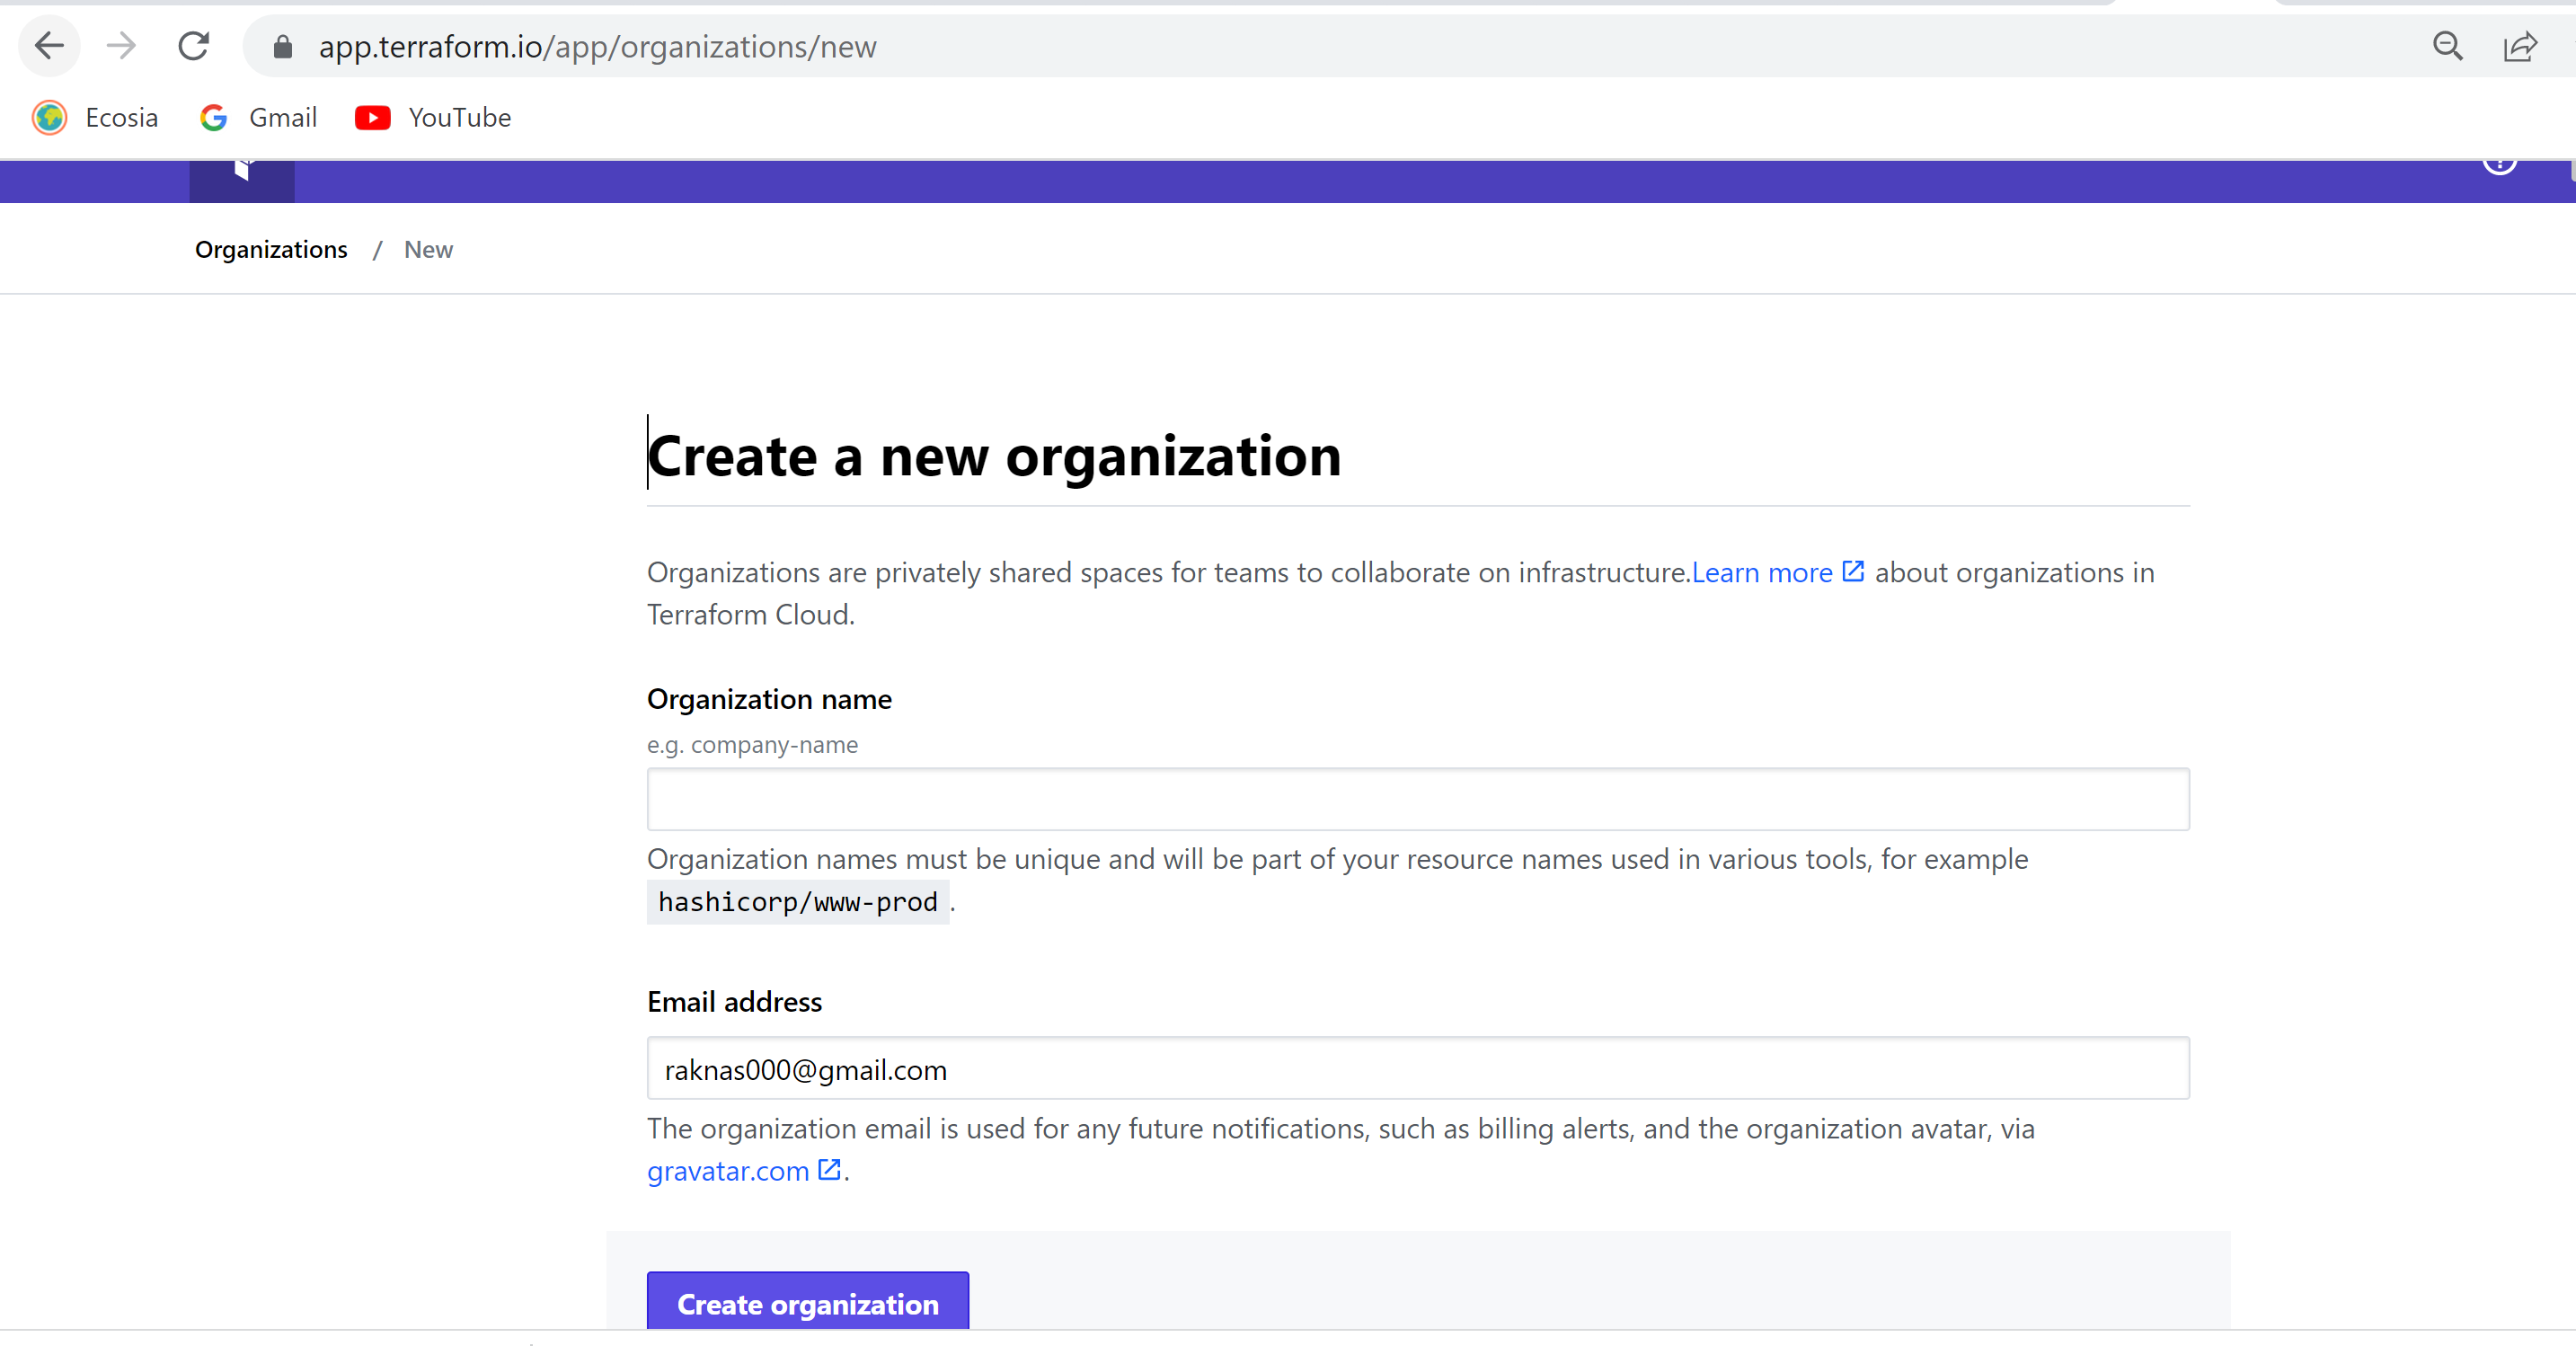 app.terraform.io/app/organizations/new
Ecosia Gmail YouTube
Organizations / New
Create a new organization
Organizations are privately shared spaces for teams to collaborate on infrastructure.Learn more about organizations in
Terraform Cloud.
Organization name
e.g. company-name
Organization names must be unique and will be part of your resource names used in various tools, for example
hashicorp/www-prod .
Email address
raknas000@gmail.com
The organization email is used for any future notifications, such as billing alerts, and the organization avatar, via
gravatar.com .
Create organization